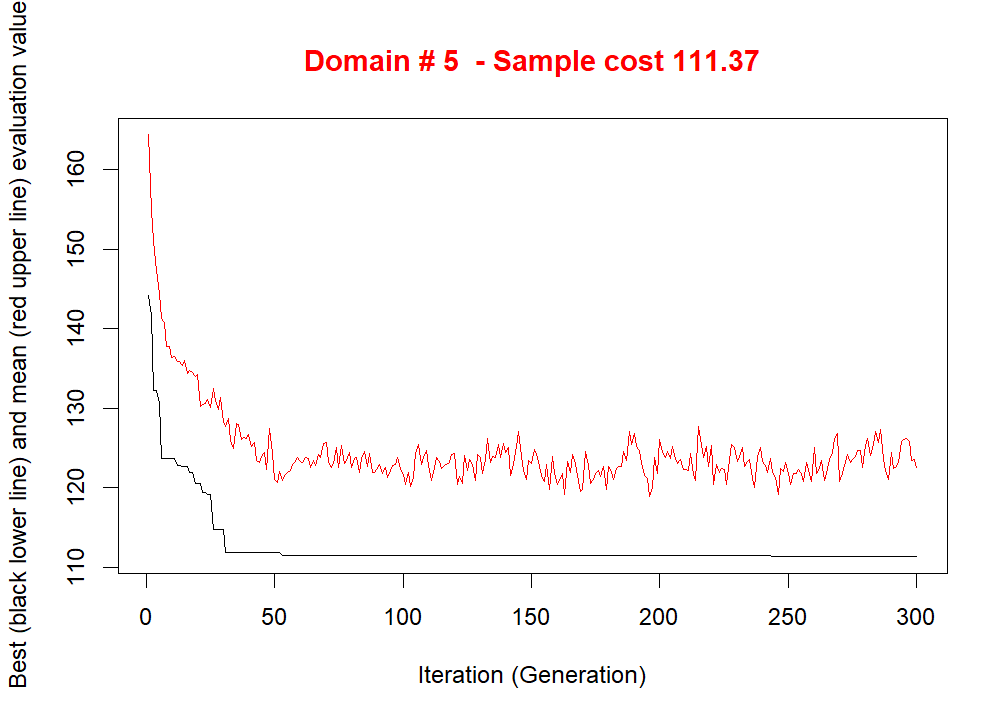 Domain # 5  - Sample cost 111.37
Best (black lower line) and mean (red upper line) evaluation value
160
150
140
130
120
110
0 50 100 150 200 250 300
Iteration (Generation)